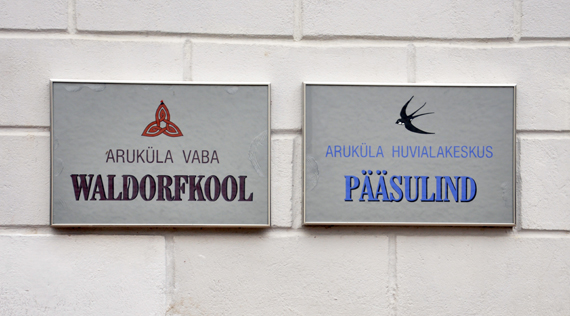 ARUKÜLA VABA
WALDORFKOOL
ARUKÜLA HUVIALAKESKUS
PÄÄSULIND